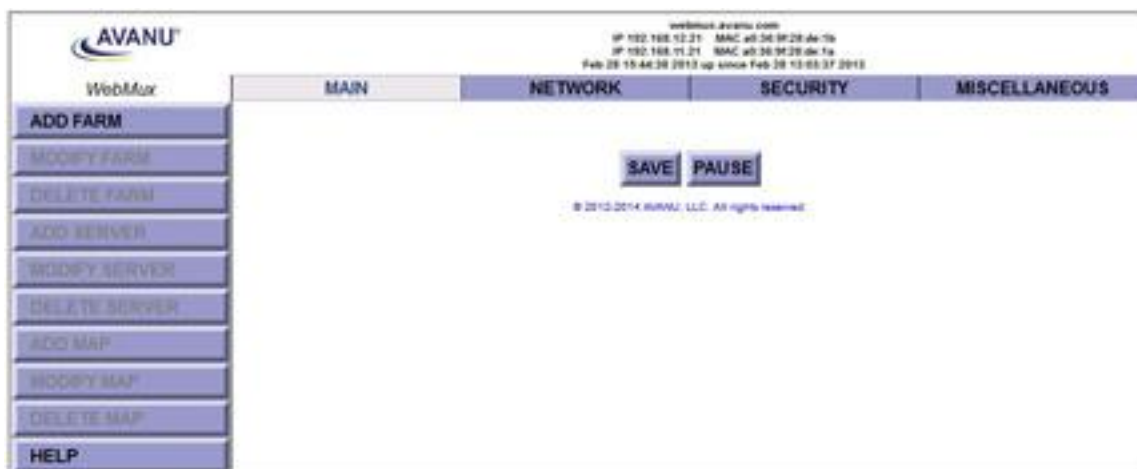 AVANU®
webmux.avanu.com
IP 192.168.12.21 MAC a0:36:9f:28:de:1b
IP 192.168.11.21 MAC a0:36:9f:28:de:1a
Feb 28 15:44:38 2013 up since Feb 28 13:03:37 2013
WebMux
MAIN NETWORK SECURITY MISCELLANEOUS
ADD FARM
MODIFY FARM
DELETE FARM
ADD SERVER
MODIFY SERVER
DELETE SERVER
ADD MAP
MODIFY MAP
DELETE MAP
HELP
SAVE PAUSE
© 2012-2014 AVANU, LLC. All rights reserved.